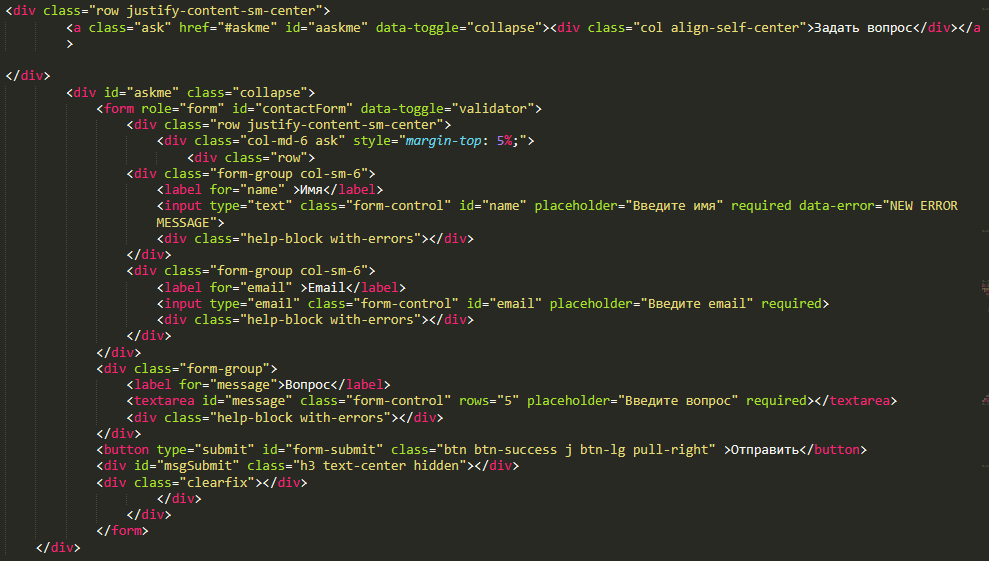 <div class="row justify-content-sm-center">
<a class="ask" href="#askme" id="aaskme" data-toggle="collapse"><div class="col align-self-center">Задать вопрос</div></a
>
</div>
<div id="askme" class="collapse">
<form role="form" id="contactForm" data-toggle="validator">
<div class="row justify-content-sm-center">
<div class="col-md-6 ask" style="margin-top: 5%;">
<div class="row">
<div class="form-group col-sm-6">
<label for="name" >Имя</label>
<input type="text" class="form-control" id="name" placeholder="Введите имя" required data-error="NEW ERROR
MESSAGE">
<div class="help-block with-errors"></div>
</div>
<div class="form-group col-sm-6">
<label for="email" >Email</label>
<input type="email" class="form-control" id="email" placeholder="Введите email" required>
<div class="help-block with-errors"></div>
</div>
</div>
<div class="form-group">
<label for="message">Вопрос</label>
<textarea id="message" class="form-control" rows="5" placeholder="Введите вопрос" required></textarea>
<div class="help-block with-errors"></div>
</div>
<button type="submit" id="form-submit" class="btn btn-success j btn-lg pull-right" >Отправить</button>
<div id="msgSubmit" class="h3 text-center hidden"></div>
<div class="clearfix"></div>
</div>
</div>
</form>
</div>